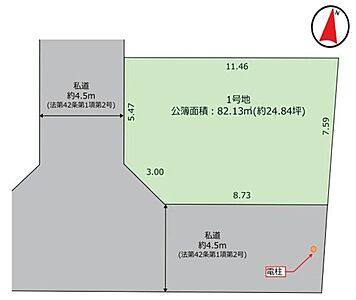 私道
約4.5m
(法第42条第1項第2号)
11.46
5.47
1号地
公簿面積：82.13㎡(約24.84坪)
7.59
3.00
8.73
私道
約4.5m
(法第42条第1項第2号)
電柱